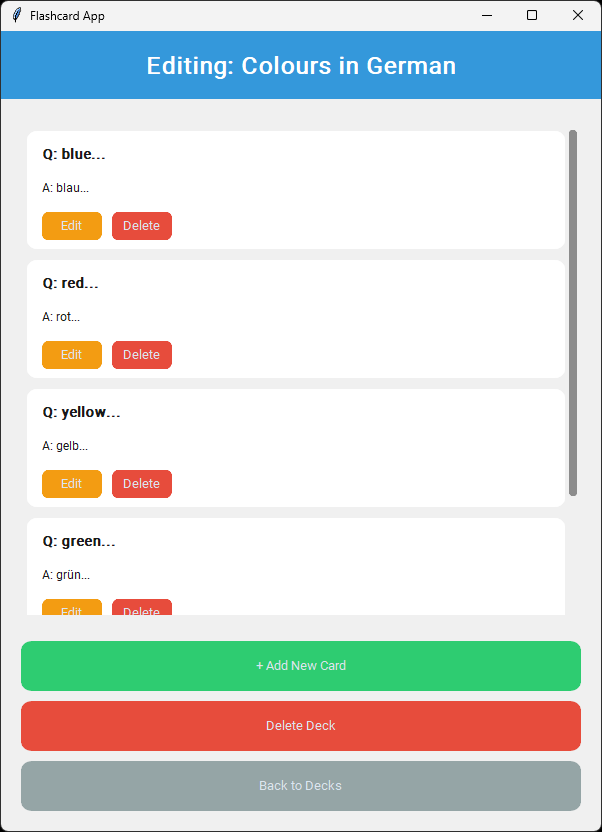 Flashcard App
Editing: Colours in German
Q: blue...
A: blau...
Edit Delete
Q: red...
A: rot...
Edit Delete
Q: yellow...
A: gelb...
Edit Delete
Q: green...
A: grün...
Edit Delete
+ Add New Card
Delete Deck
Back to Decks